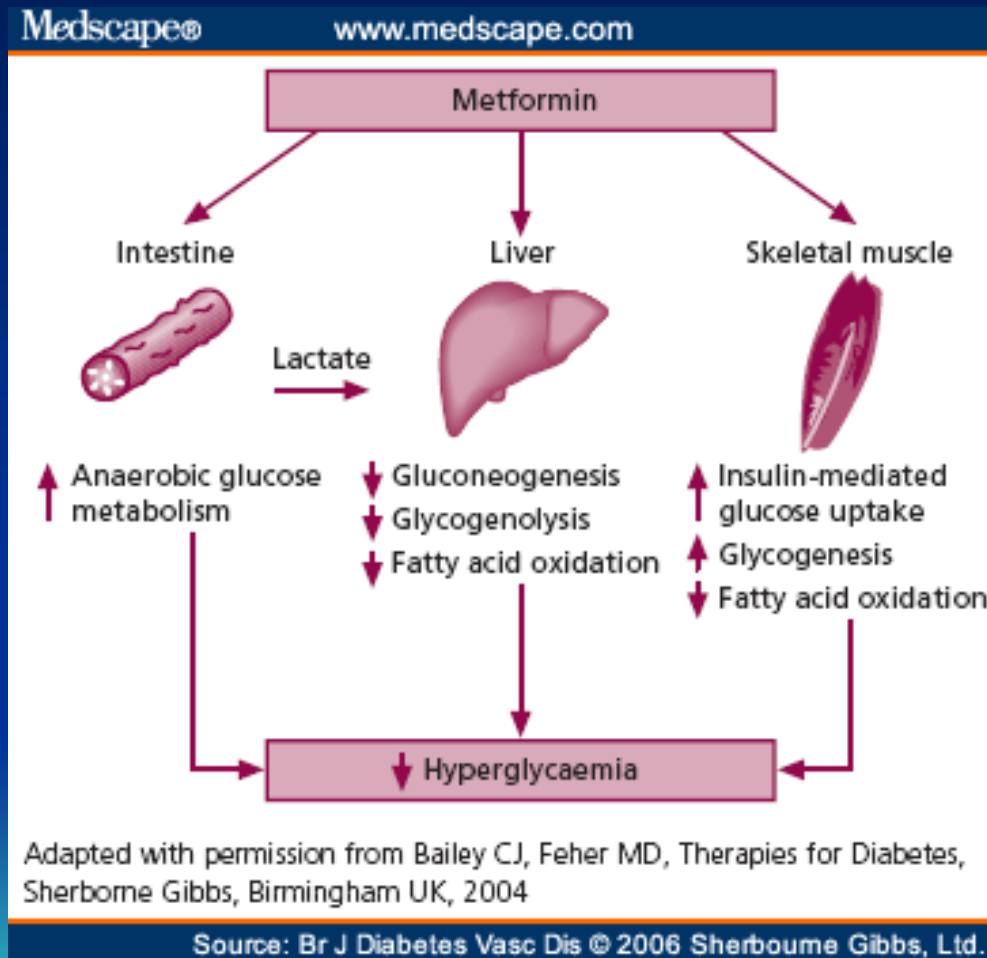 Medscape® www.medscape.com
Metformin
Intestine
Liver
Skeletal muscle
Lactate
Anaerobic glucose
metabolism
Gluconeogenesis
Glycogenolysis
Fatty acid oxidation
Insulin-mediated
glucose uptake
Glycogenesis
Fatty acid oxidation
Hyperglycaemia
Adapted with permission from Bailey CJ, Feher MD, Therapies for Diabetes,
Sherborne Gibbs, Birmingham UK, 2004
Source: Br J Diabetes Vasc Dis © 2006 Sherbourne Gibbs, Ltd.